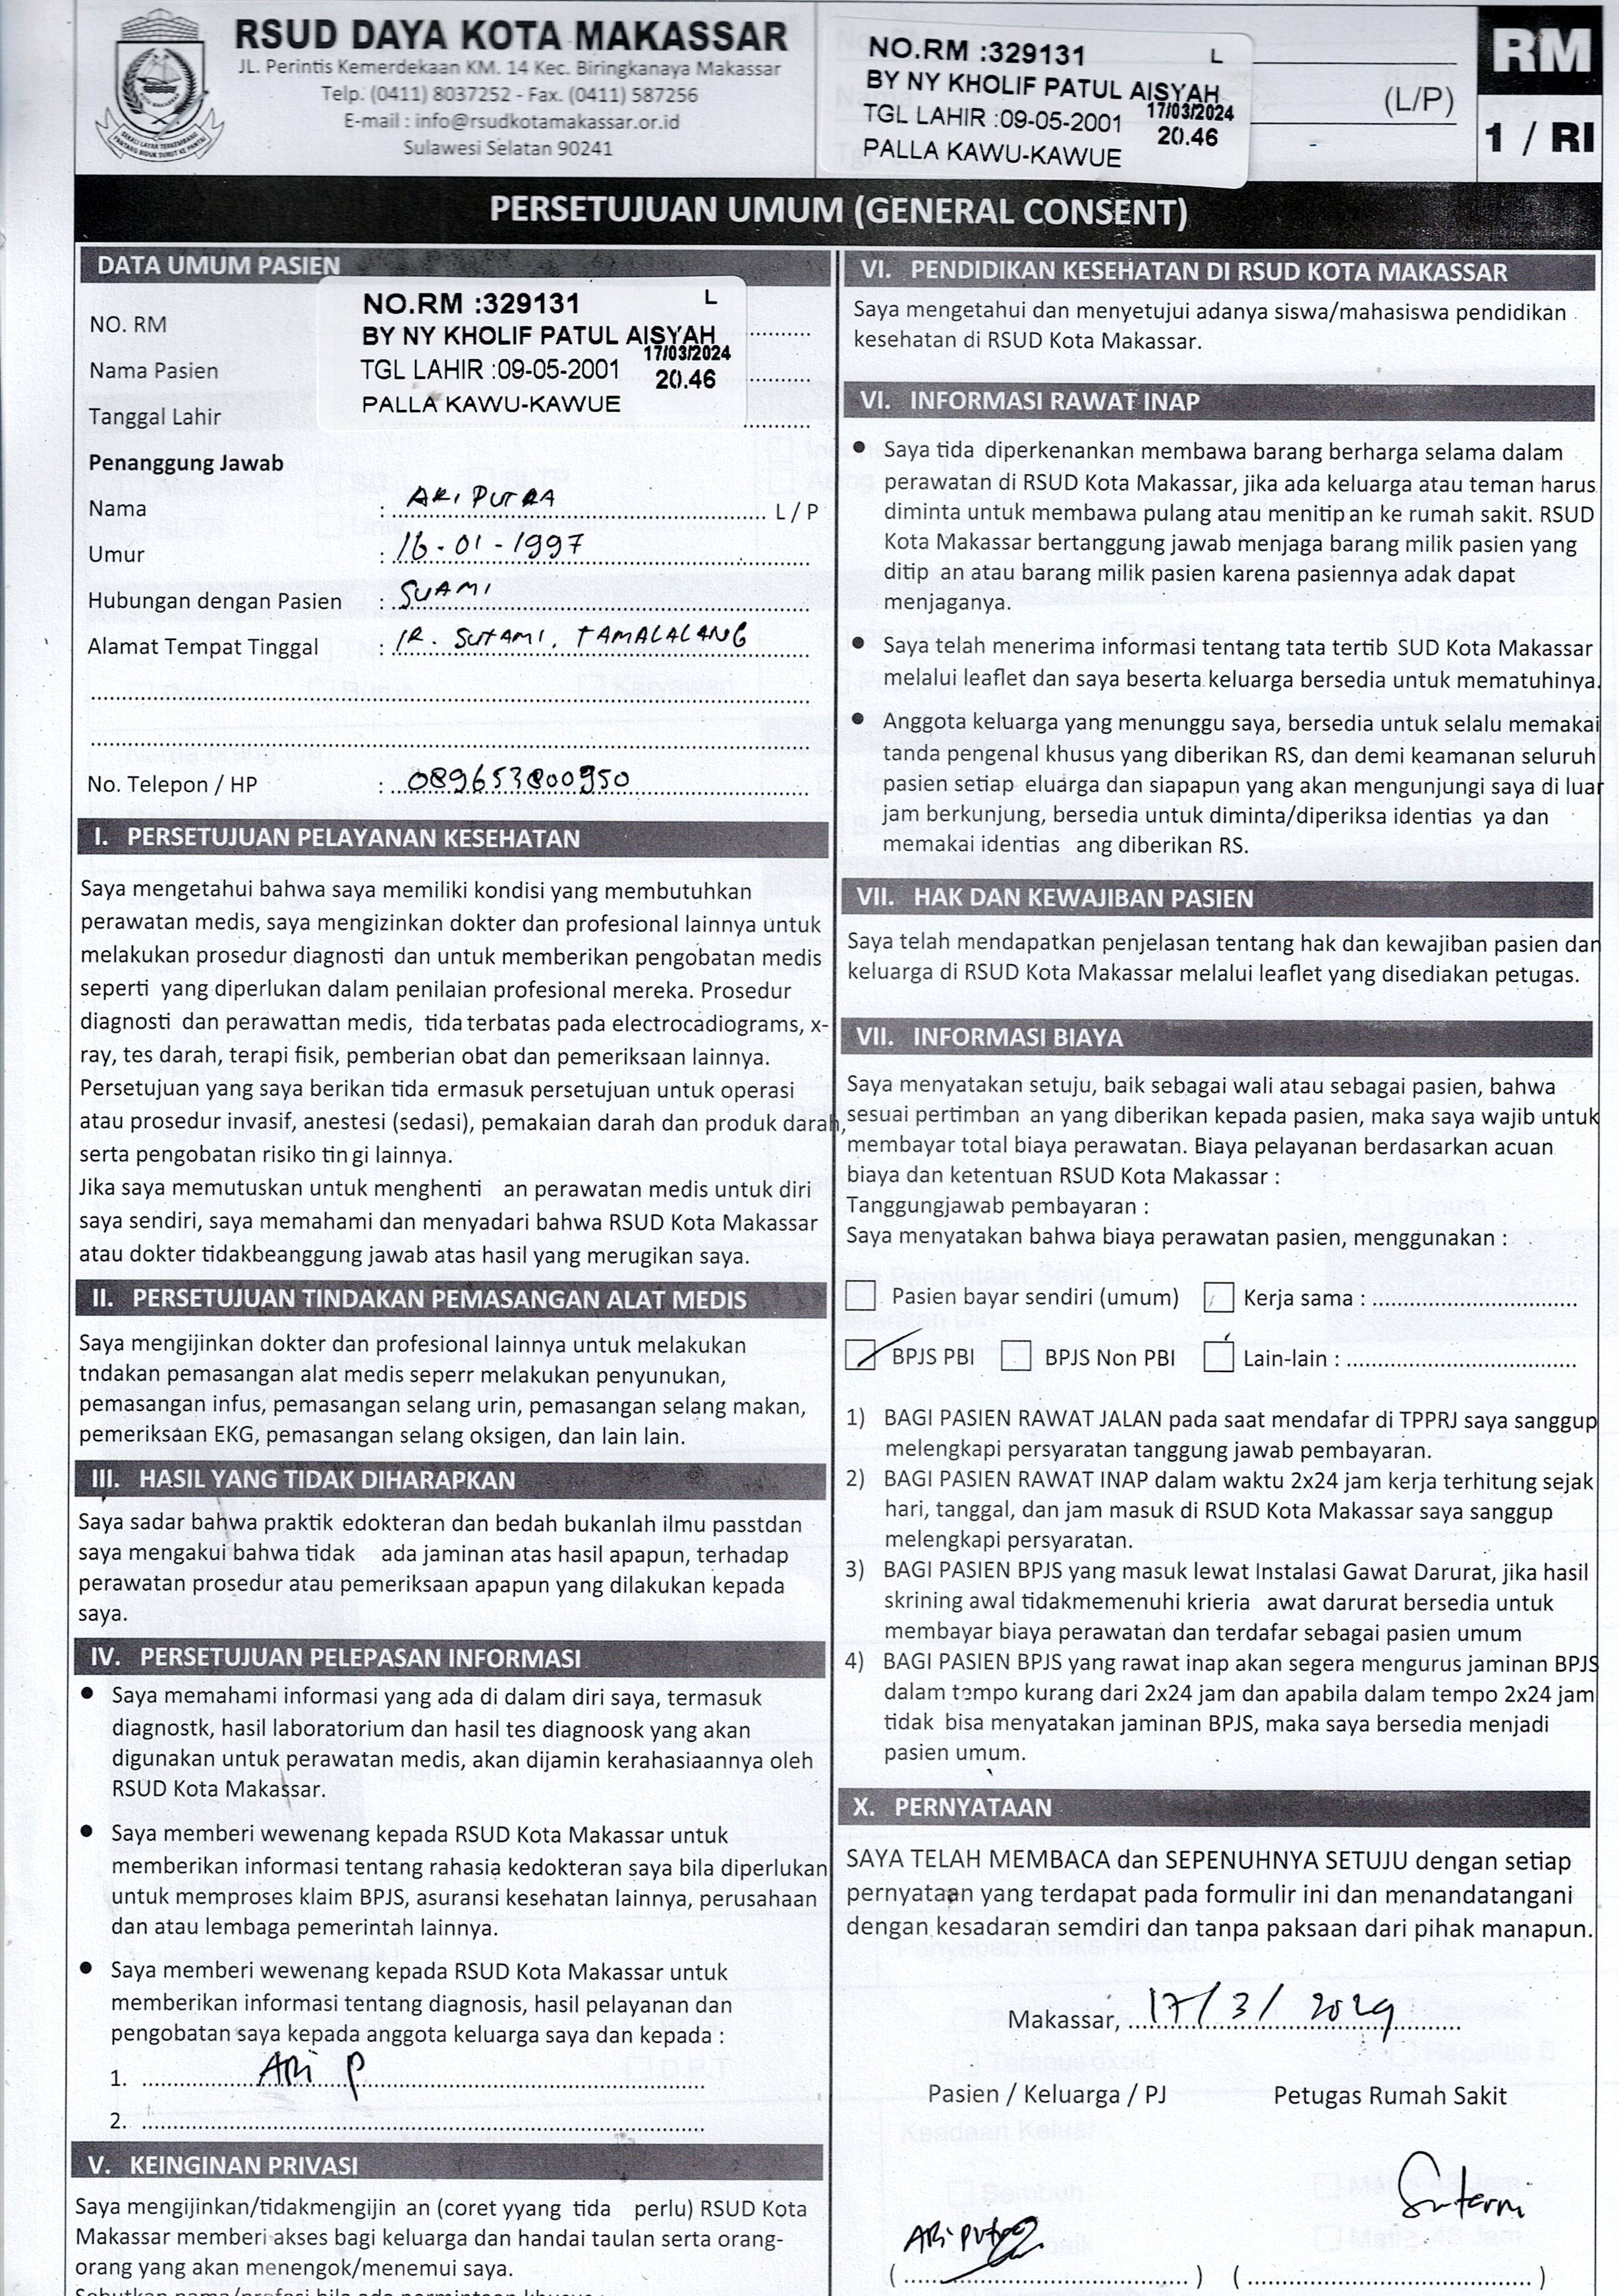 RSUD DAYA KOTA MAKASSAR
JL. Perintis Kemerdekaan KM. 14 Kec. Biringkanaya Makassar
Telp. (0411) 8037252 - Fax. (0411) 587256
E-mail : info@rsudkotamakassar.or.id
Sulawesi Selatan 90241
NO.RM :329131 L
BY NY KHOLIF PATUL AISYAH
TGL LAHIR :09-05-2001 17/03/2024
20.46
PALLA KAWU-KAWUE
(L/P)
RM
1 / RI
PERSETUJUAN UMUM (GENERAL CONSENT)
DATA UMUM PASIEN
NO. RM
Nama Pasien
Tanggal Lahir
NO.RM :329131 L
BY NY KHOLIF PATUL AISYAH
TGL LAHIR :09-05-2001 17/03/2024
20.46
PALLA KAWU-KAWUE
Penanggung Jawab
Nama : ARI PUTRA L / P
Umur : 16-01-1997
Hubungan dengan Pasien : SUAMI
Alamat Tempat Tinggal : IR. SUTAMI, TAMALALANG
No. Telepon / HP : 089653800950
I. PERSETUJUAN PELAYANAN KESEHATAN
Saya mengetahui bahwa saya memiliki kondisi yang membutuhkan
perawatan medis, saya mengizinkan dokter dan profesional lainnya untuk
melakukan prosedur diagnosti dan untuk memberikan pengobatan medis
seperti yang diperlukan dalam penilaian profesional mereka. Prosedur
diagnosti dan perawattan medis, tida terbatas pada electrocadiograms, x-
ray, tes darah, terapi fisik, pemberian obat dan pemeriksaan lainnya.
Persetujuan yang saya berikan tida ermasuk persetujuan untuk operasi
atau prosedur invasif, anestesi (sedasi), pemakaian darah dan produk darah,
serta pengobatan risiko tin gi lainnya.
Jika saya memutuskan untuk menghenti an perawatan medis untuk diri
saya sendiri, saya memahami dan menyadari bahwa RSUD Kota Makassar
atau dokter tidakbeanggung jawab atas hasil yang merugikan saya.
II. PERSETUJUAN TINDAKAN PEMASANGAN ALAT MEDIS
Saya mengijinkan dokter dan profesional lainnya untuk melakukan
tndakan pemasangan alat medis seperr melakukan penyunukan,
pemasangan infus, pemasangan selang urin, pemasangan selang makan,
pemeriksaan EKG, pemasangan selang oksigen, dan lain lain.
III. HASIL YANG TIDAK DIHARAPKAN
Saya sadar bahwa praktik edokteran dan bedah bukanlah ilmu passtdan
saya mengakui bahwa tidak ada jaminan atas hasil apapun, terhadap
perawatan prosedur atau pemeriksaan apapun yang dilakukan kepada
saya.
IV. PERSETUJUAN PELEPASAN INFORMASI
● Saya memahami informasi yang ada di dalam diri saya, termasuk
diagnostk, hasil laboratorium dan hasil tes diagnoosk yang akan
digunakan untuk perawatan medis, akan dijamin kerahasiaannya oleh
RSUD Kota Makassar.
● Saya memberi wewenang kepada RSUD Kota Makassar untuk
memberikan informasi tentang rahasia kedokteran saya bila diperlukan
untuk memproses klaim BPJS, asuransi kesehatan lainnya, perusahaan
dan atau lembaga pemerintah lainnya.
● Saya memberi wewenang kepada RSUD Kota Makassar untuk
memberikan informasi tentang diagnosis, hasil pelayanan dan
pengobatan saya kepada anggota keluarga saya dan kepada :
1. ARI P
2.
V. KEINGINAN PRIVASI
Saya mengijinkan/tidakmengijin an (coret yyang tida perlu) RSUD Kota
Makassar memberi akses bagi keluarga dan handai taulan serta orang-
orang yang akan menengok/menemui saya.
VI. PENDIDIKAN KESEHATAN DI RSUD KOTA MAKASSAR
Saya mengetahui dan menyetujui adanya siswa/mahasiswa pendidikan
kesehatan di RSUD Kota Makassar.
VI. INFORMASI RAWAT INAP
● Saya tida diperkenankan membawa barang berharga selama dalam
perawatan di RSUD Kota Makassar, jika ada keluarga atau teman harus
diminta untuk membawa pulang atau menitip an ke rumah sakit. RSUD
Kota Makassar bertanggung jawab menjaga barang milik pasien yang
ditip an atau barang milik pasien karena pasiennya adak dapat
menjaganya.
● Saya telah menerima informasi tentang tata tertib SUD Kota Makassar
melalui leaflet dan saya beserta keluarga bersedia untuk mematuhinya.
● Anggota keluarga yang menunggu saya, bersedia untuk selalu memakai
tanda pengenal khusus yang diberikan RS, dan demi keamanan seluruh
pasien setiap eluarga dan siapapun yang akan mengunjungi saya di luar
jam berkunjung, bersedia untuk diminta/diperiksa identias ya dan
memakai identias ang diberikan RS.
VII. HAK DAN KEWAJIBAN PASIEN
Saya telah mendapatkan penjelasan tentang hak dan kewajiban pasien dan
keluarga di RSUD Kota Makassar melalui leaflet yang disediakan petugas.
VII. INFORMASI BIAYA
Saya menyatakan setuju, baik sebagai wali atau sebagai pasien, bahwa
sesuai pertimban an yang diberikan kepada pasien, maka saya wajib untuk
membayar total biaya perawatan. Biaya pelayanan berdasarkan acuan
biaya dan ketentuan RSUD Kota Makassar :
Tanggungjawab pembayaran :
Saya menyatakan bahwa biaya perawatan pasien, menggunakan :
Pasien bayar sendiri (umum) Kerja sama :
BPJS PBI BPJS Non PBI Lain-lain :
1) BAGI PASIEN RAWAT JALAN pada saat mendafar di TPPRJ saya sanggup
melengkapi persyaratan tanggung jawab pembayaran.
2) BAGI PASIEN RAWAT INAP dalam waktu 2x24 jam kerja terhitung sejak
hari, tanggal, dan jam masuk di RSUD Kota Makassar saya sanggup
melengkapi persyaratan.
3) BAGI PASIEN BPJS yang masuk lewat Instalasi Gawat Darurat, jika hasil
skrining awal tidakmemenuhi krieria awat darurat bersedia untuk
membayar biaya perawatan dan terdafar sebagai pasien umum
4) BAGI PASIEN BPJS yang rawat inap akan segera mengurus jaminan BPJS
dalam tempo kurang dari 2x24 jam dan apabila dalam tempo 2x24 jam
tidak bisa menyatakan jaminan BPJS, maka saya bersedia menjadi
pasien umum.
X. PERNYATAAN
SAYA TELAH MEMBACA dan SEPENUHNYA SETUJU dengan setiap
pernyataan yang terdapat pada formulir ini dan menandatangani
dengan kesadaran semdiri dan tanpa paksaan dari pihak manapun.
Makassar, 17/3/2024
Pasien / Keluarga / PJ Petugas Rumah Sakit
ARi Putra
(                    ) (                    )